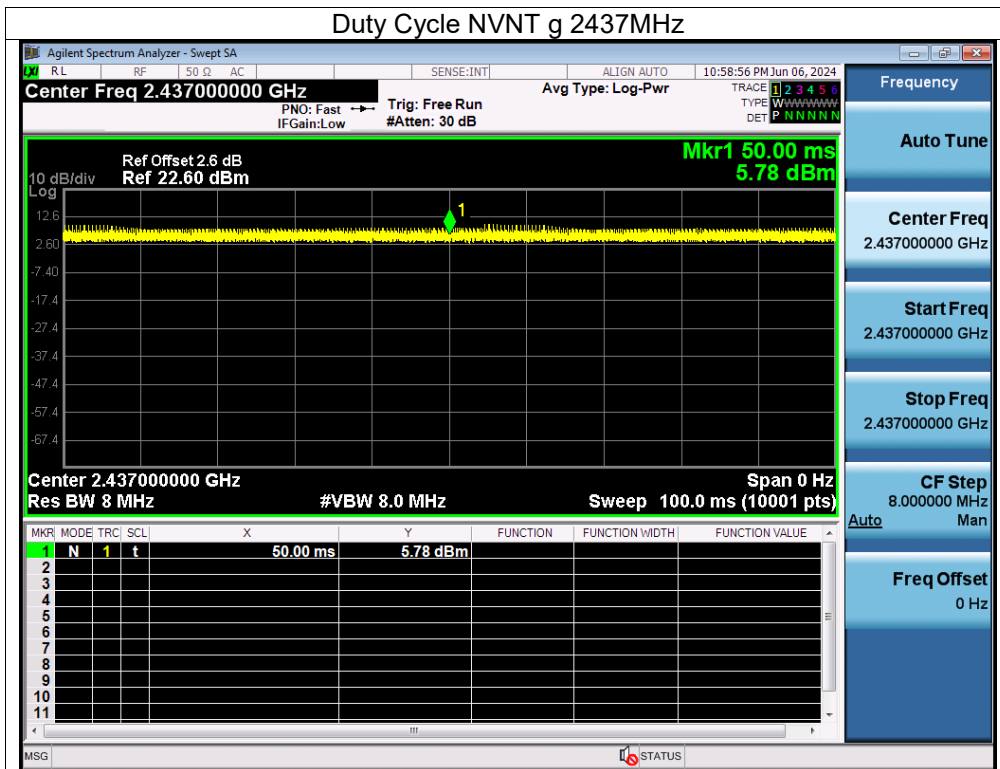 Duty Cycle NVNT g 2437MHz
Agilent Spectrum Analyzer - Swept SA
LXI RL RF 50 Ω AC SENSE:INT ALIGN AUTO 10:58:56 PM Jun 06, 2024
Center Freq 2.437000000 GHz
PNO: Fast
IFGain:Low
Trig: Free Run
#Atten: 30 dB
Avg Type: Log-Pwr
TRACE 1 2 3 4 5 6
TYPE W W W W W W
DET P N N N N N
Ref Offset 2.6 dB
Mkr1 50.00 ms
10 dB/div Ref 22.60 dBm 5.78 dBm
Log
12.6
1
2.60
-7.40
-17.4
-27.4
-37.4
-47.4
-57.4
-67.4
Center 2.437000000 GHz Span 0 Hz
Res BW 8 MHz #VBW 8.0 MHz Sweep 100.0 ms (10001 pts)
MKR MODE TRC SCL X Y FUNCTION FUNCTION WIDTH FUNCTION VALUE
1 N 1 t 50.00 ms 5.78 dBm
2
3
4
5
6
7
8
9
10
11
MSG STATUS
Frequency
Auto Tune
Center Freq
2.437000000 GHz
Start Freq
2.437000000 GHz
Stop Freq
2.437000000 GHz
CF Step
8.000000 MHz
Auto Man
Freq Offset
0 Hz